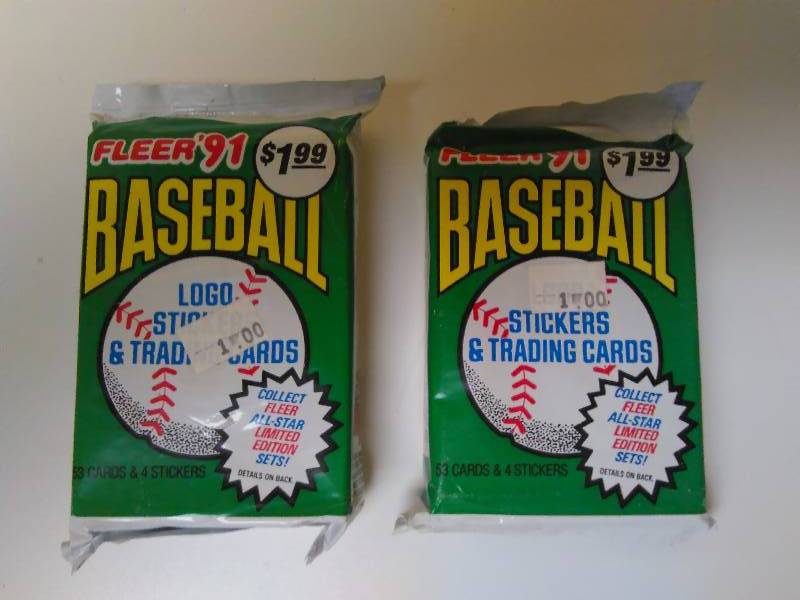 FLEER '91
$1.99
BASEBALL
LOGO
STICKERS
& TRADING CARDS
1.00
COLLECT
FLEER
ALL-STAR
LIMITED
EDITION
SETS!
DETAILS ON BACK
53 CARDS & 4 STICKERS
FLEER '91
$1.99
BASEBALL
LOGO
1.00
STICKERS
& TRADING CARDS
COLLECT
FLEER
ALL-STAR
LIMITED
EDITION
SETS!
DETAILS ON BACK
53 CARDS & 4 STICKERS